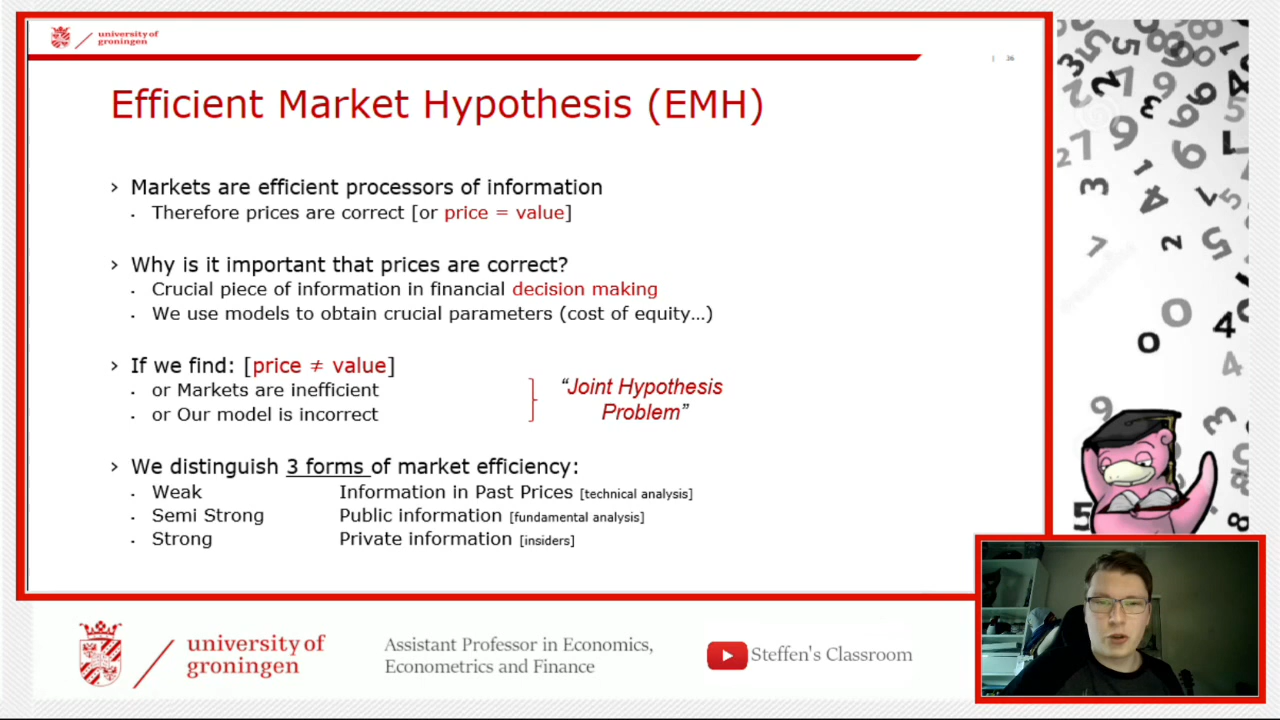 university of
groningen
| 26
Efficient Market Hypothesis (EMH)
› Markets are efficient processors of information
. Therefore prices are correct [or price = value]
› Why is it important that prices are correct?
. Crucial piece of information in financial decision making
. We use models to obtain crucial parameters (cost of equity…)
› If we find: [price ≠ value]
. or Markets are inefficient
. or Our model is incorrect
“Joint Hypothesis
Problem”
› We distinguish 3 forms of market efficiency:
. Weak Information in Past Prices [technical analysis]
. Semi Strong Public information [fundamental analysis]
. Strong Private information [insiders]
university of
groningen
Assistant Professor in Economics,
Econometrics and Finance
Steffen's Classroom